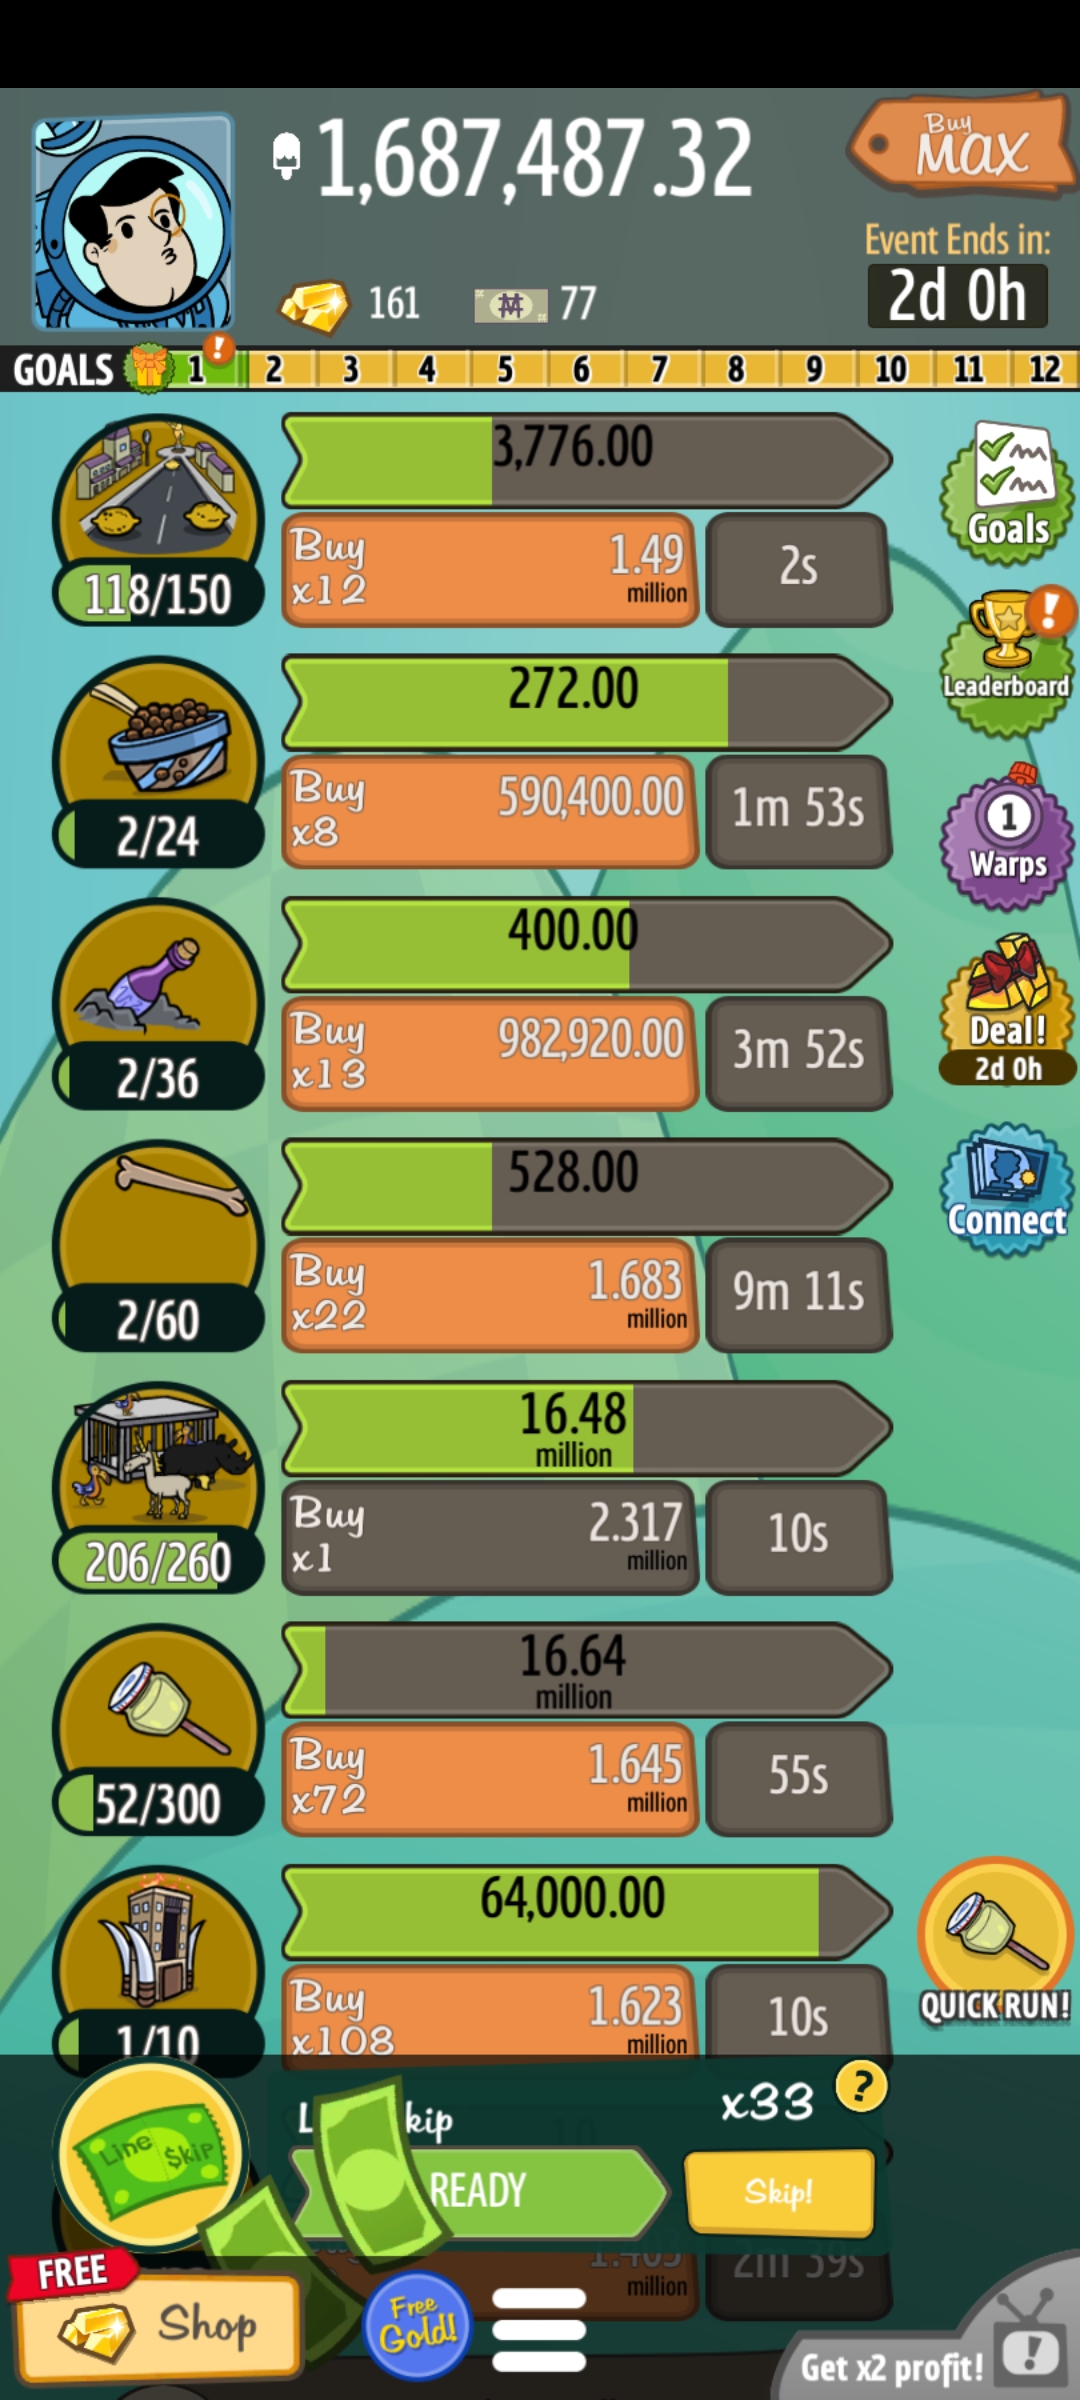 1,687,487.32
Buy
MAX
Event Ends in:
2d 0h
161
77
GOALS 1 ! 2 3 4 5 6 7 8 9 10 11 12
3,776.00
Buy
x12
1.49
million
2s
118/150
Goals
272.00
Buy
x8
590,400.00
1m 53s
2/24
!
Leaderboard
400.00
Buy
x13
982,920.00
3m 52s
2/36
1
Warps
Deal!
2d 0h
528.00
Buy
x22
1.683
million
9m 11s
2/60
Connect
16.48
million
Buy
x1
2.317
million
10s
206/260
16.64
million
Buy
x72
1.645
million
55s
52/300
64,000.00
Buy
x108
1.623
million
10s
1/10
QUICK RUN!
Line $kip
x33
?
READY
Skip!
million
2m 39s
FREE
Shop
Free
Gold!
Get x2 profit!
!